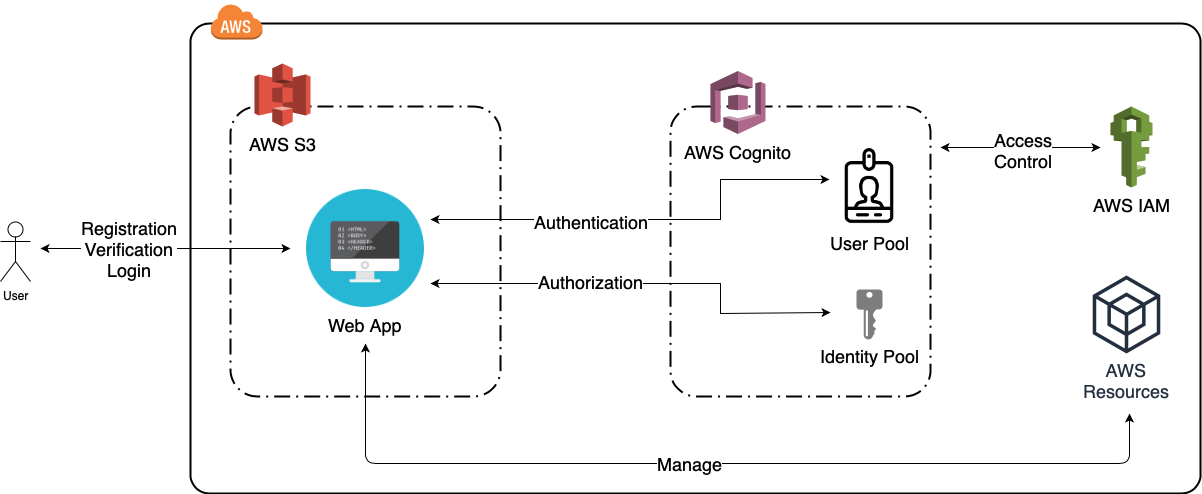 AWS
AWS S3
AWS Cognito
Access
Control
AWS IAM
Registration
Verification
Login
User
01 <HTML>
02 <BODY>
03 <HEADER>
04 </HEADER>
Web App
Authentication
User Pool
Authorization
Identity Pool
AWS
Resources
Manage